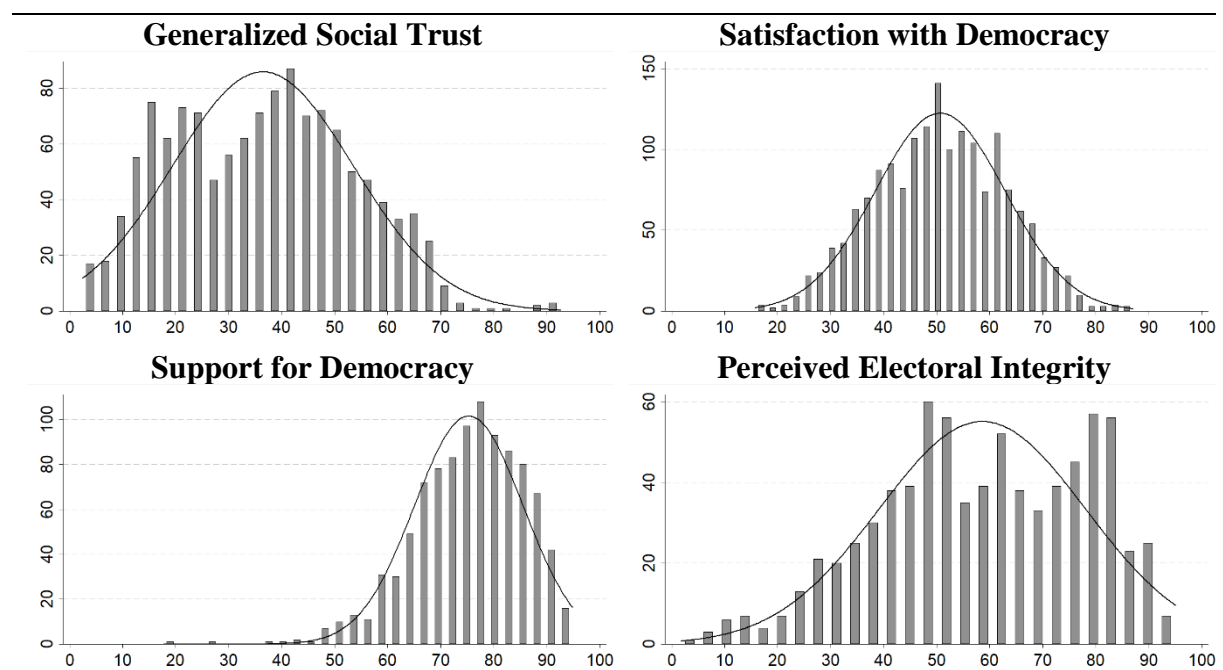 Generalized Social Trust
80
60
40
20
0
0 10 20 30 40 50 60 70 80 90 100
Satisfaction with Democracy
150
100
50
0
0 10 20 30 40 50 60 70 80 90 100
Support for Democracy
100
80
60
40
20
0
0 10 20 30 40 50 60 70 80 90 100
Perceived Electoral Integrity
60
40
20
0
0 10 20 30 40 50 60 70 80 90 100